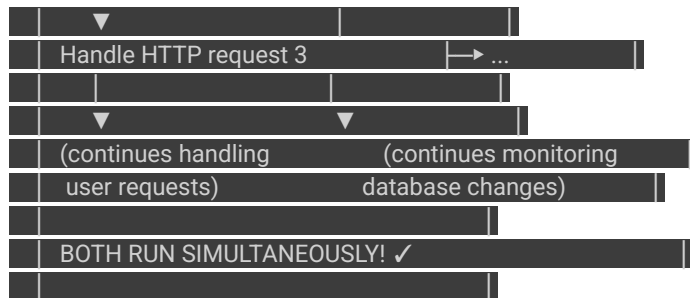 │ ▼ │ │
│ Handle HTTP request 3 ├─► ... │
│ │ │ │
│ ▼ ▼ │
│ (continues handling (continues monitoring │
│ user requests) database changes) │
│ │
│ BOTH RUN SIMULTANEOUSLY! ✓ │
│ │